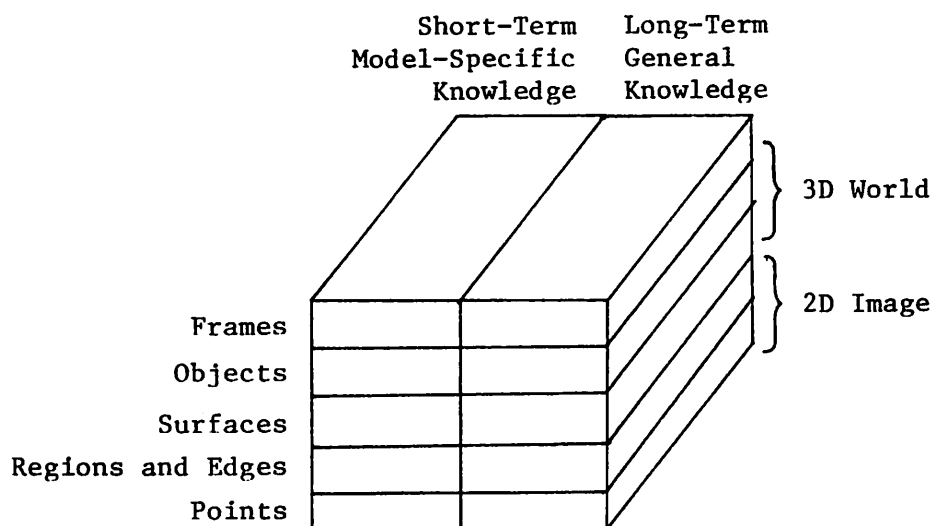 Short-Term
Model-Specific
Knowledge
Long-Term
General
Knowledge
3D World
2D Image
Frames
Objects
Surfaces
Regions and Edges
Points